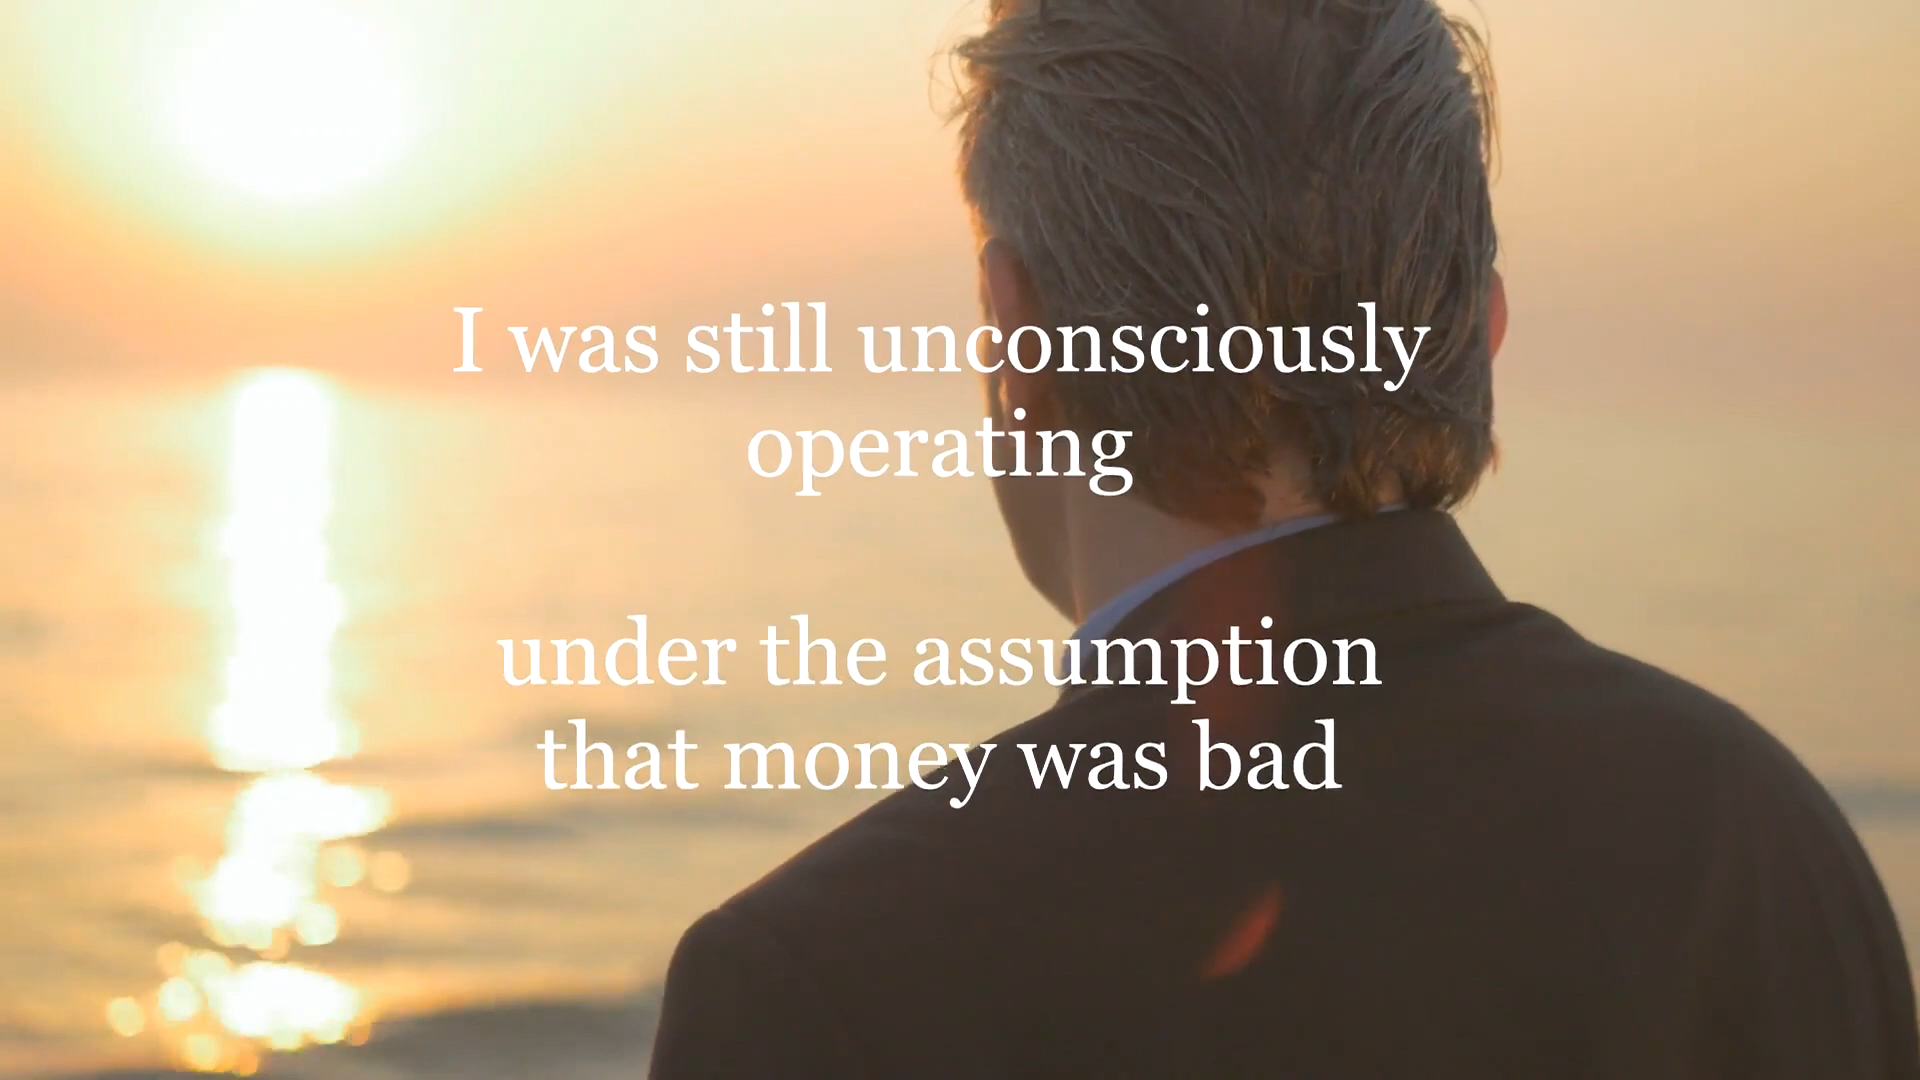 I was still unconsciously
operating
under the assumption
that money was bad